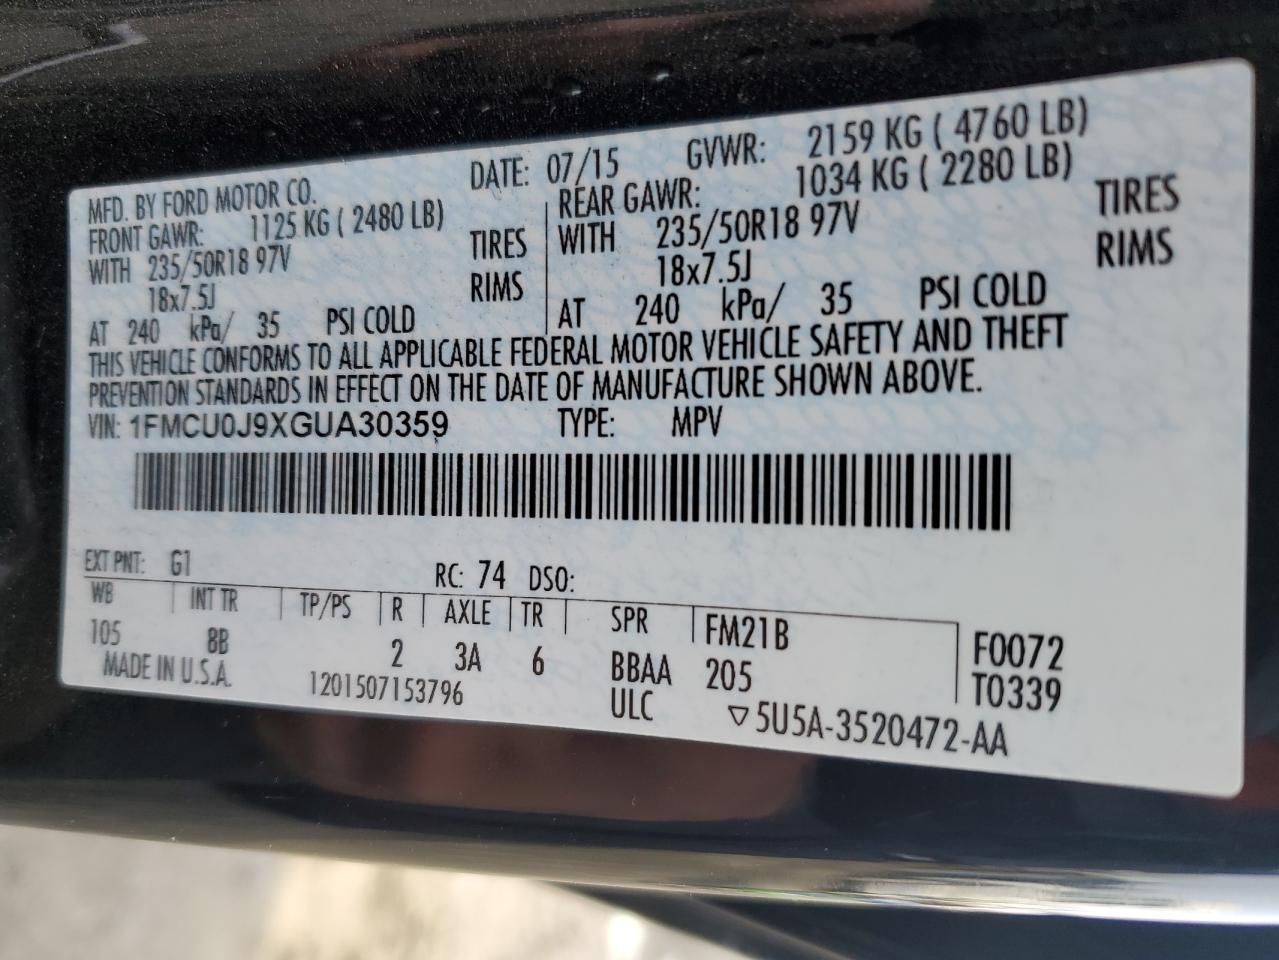 MFD. BY FORD MOTOR CO. DATE: 07/15 GVWR: 2159 KG ( 4760 LB)
FRONT GAWR: 1125 KG ( 2480 LB) REAR GAWR: 1034 KG ( 2280 LB)
WITH 235/50R18 97V TIRES WITH 235/50R18 97V TIRES
18x7.5J RIMS 18x7.5J RIMS
AT 240 kPa/ 35 PSI COLD AT 240 kPa/ 35 PSI COLD
THIS VEHICLE CONFORMS TO ALL APPLICABLE FEDERAL MOTOR VEHICLE SAFETY AND THEFT
PREVENTION STANDARDS IN EFFECT ON THE DATE OF MANUFACTURE SHOWN ABOVE.
VIN: 1FMCU0J9XGUA30359 TYPE: MPV
EXT PNT: G1 RC: 74 DSO:
WB INT TR TP/PS R AXLE TR SPR FM21B F0072
105 8B 2 3A 6 BBAA 205 T0339
MADE IN U.S.A. 1201507153796 ULC ▽5U5A-3520472-AA